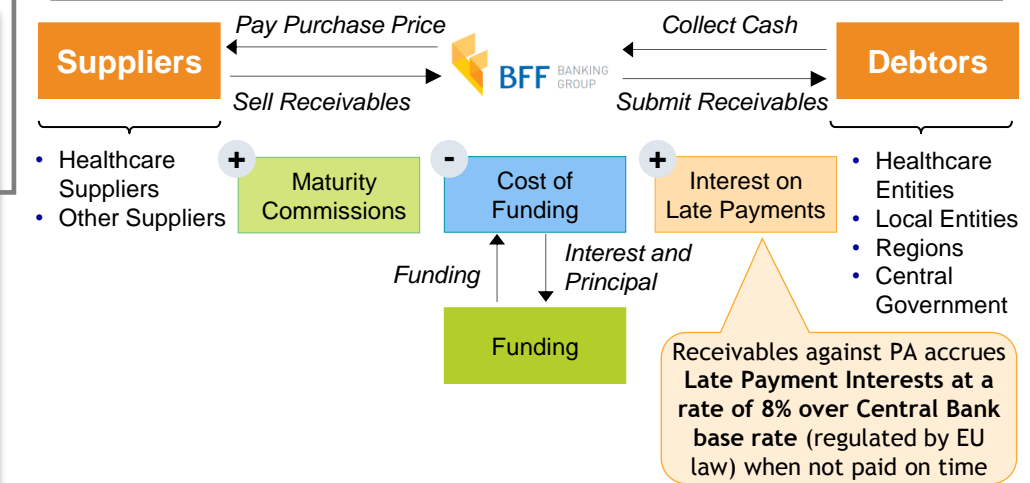 Pay Purchase Price
Collect Cash
Suppliers
BFF BANKING
GROUP
Debtors
Sell Receivables
Submit Receivables
• Healthcare
Suppliers
• Other Suppliers
+
Maturity
Commissions
-
Cost of
Funding
+
Interest on
Late Payments
• Healthcare
Entities
• Local Entities
• Regions
• Central
Government
Funding
Interest and
Principal
Funding
Receivables against PA accrues
Late Payment Interests at a
rate of 8% over Central Bank
base rate (regulated by EU
law) when not paid on time